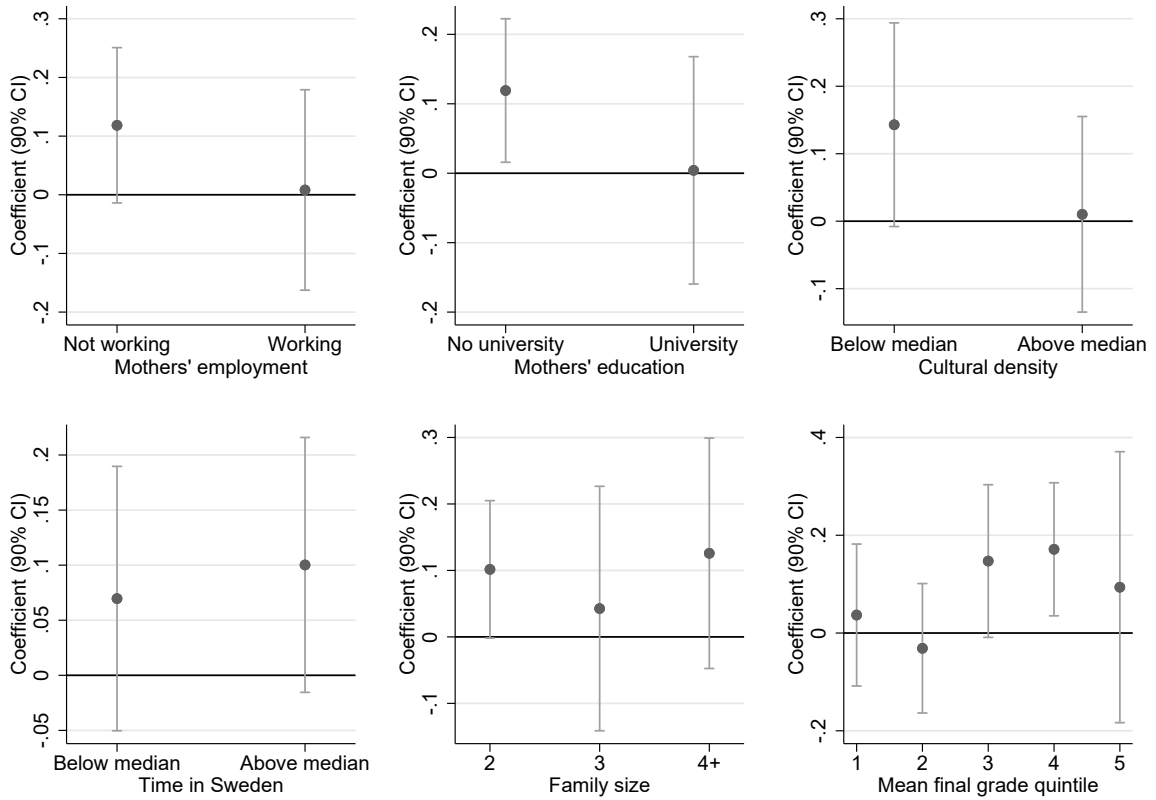 Coefficient (90% CI)
.3
.2
.1
0
-.1
-.2
Not working Working
Mothers' employment
Coefficient (90% CI)
.2
.1
0
-.1
-.2
No university University
Mothers' education
Coefficient (90% CI)
.3
.2
.1
0
-.1
Below median Above median
Cultural density
Coefficient (90% CI)
.2
.15
.1
.05
0
-.05
Below median Above median
Time in Sweden
Coefficient (90% CI)
.3
.2
.1
0
-.1
2 3 4+
Family size
Coefficient (90% CI)
.4
.2
0
-.2
1 2 3 4 5
Mean final grade quintile